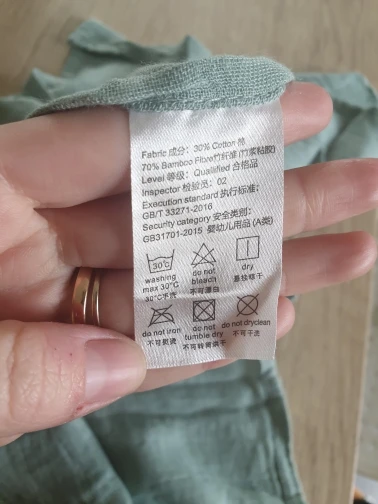 Fabric 成分: 30% Cotton 棉
70% Bamboo Fibre竹纤维 (竹浆粘胶)
Level 等级: Qualified 合格品
Inspector 检验员: 02
Execution standard 执行标准:
GB/T 33271-2016
Security category 安全类别:
GB31701-2015 婴幼儿用品 (A类)
30°C
washing max 30°C 30°C手洗
do not bleach 不可漂白
dry 悬挂晾干
do not iron 不可熨烫
do not tumble dry 不可转筒烘干
do not dryclean 不可干洗